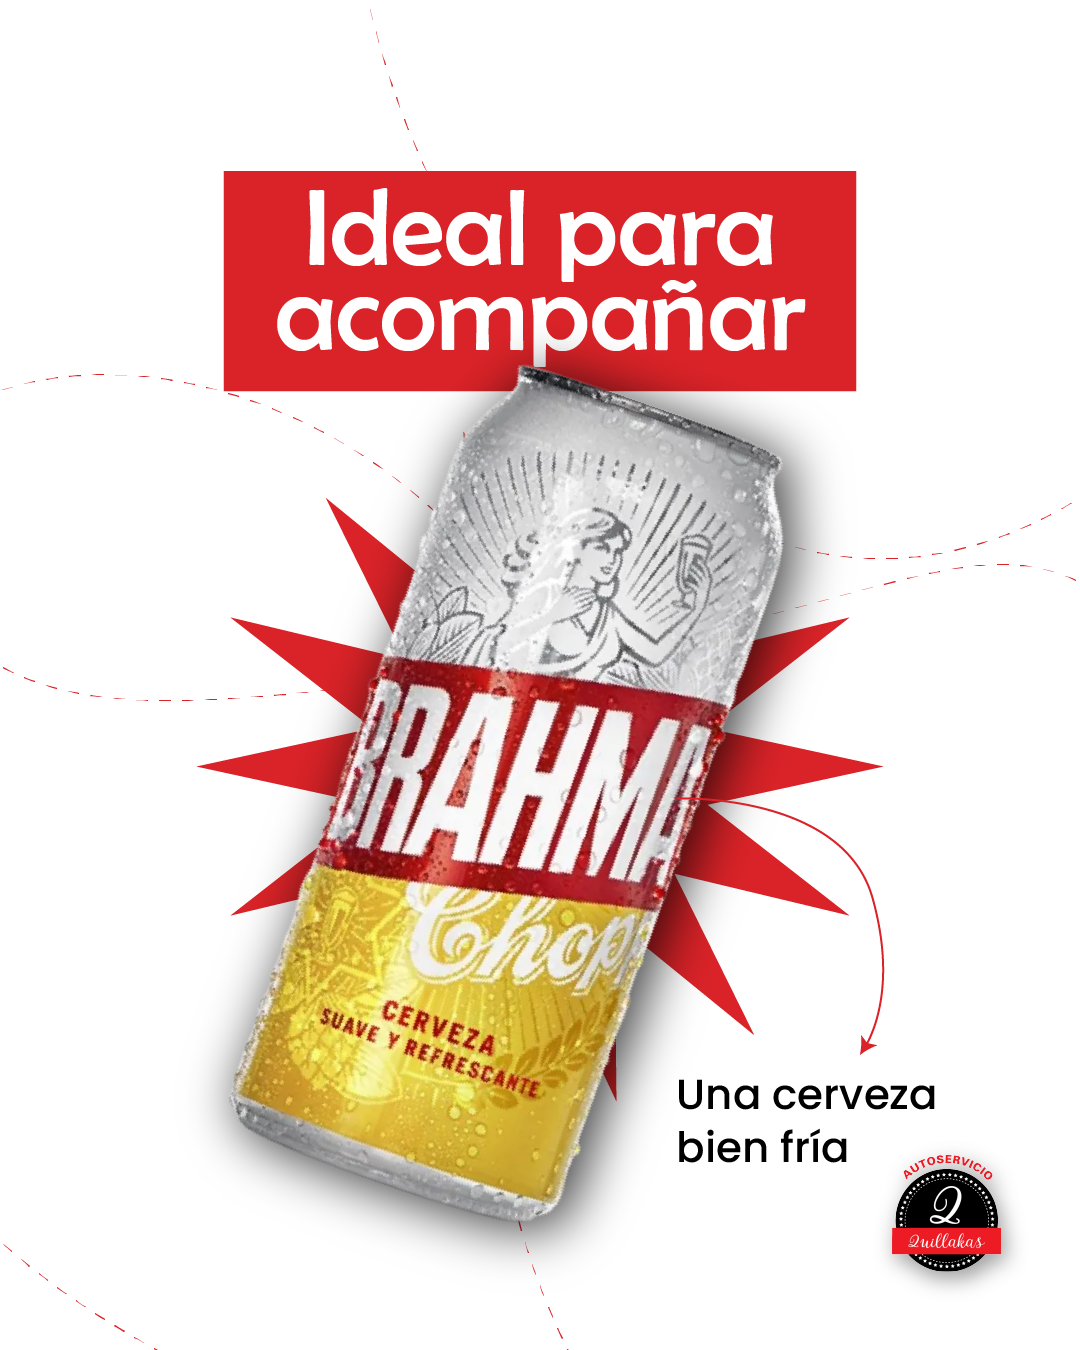 Ideal para
acompañar
BRAHMA
Chopp
CERVEZA
SUAVE Y REFRESCANTE
Una cerveza
bien fría
AUTOSERVICIO
Q
Quillakas